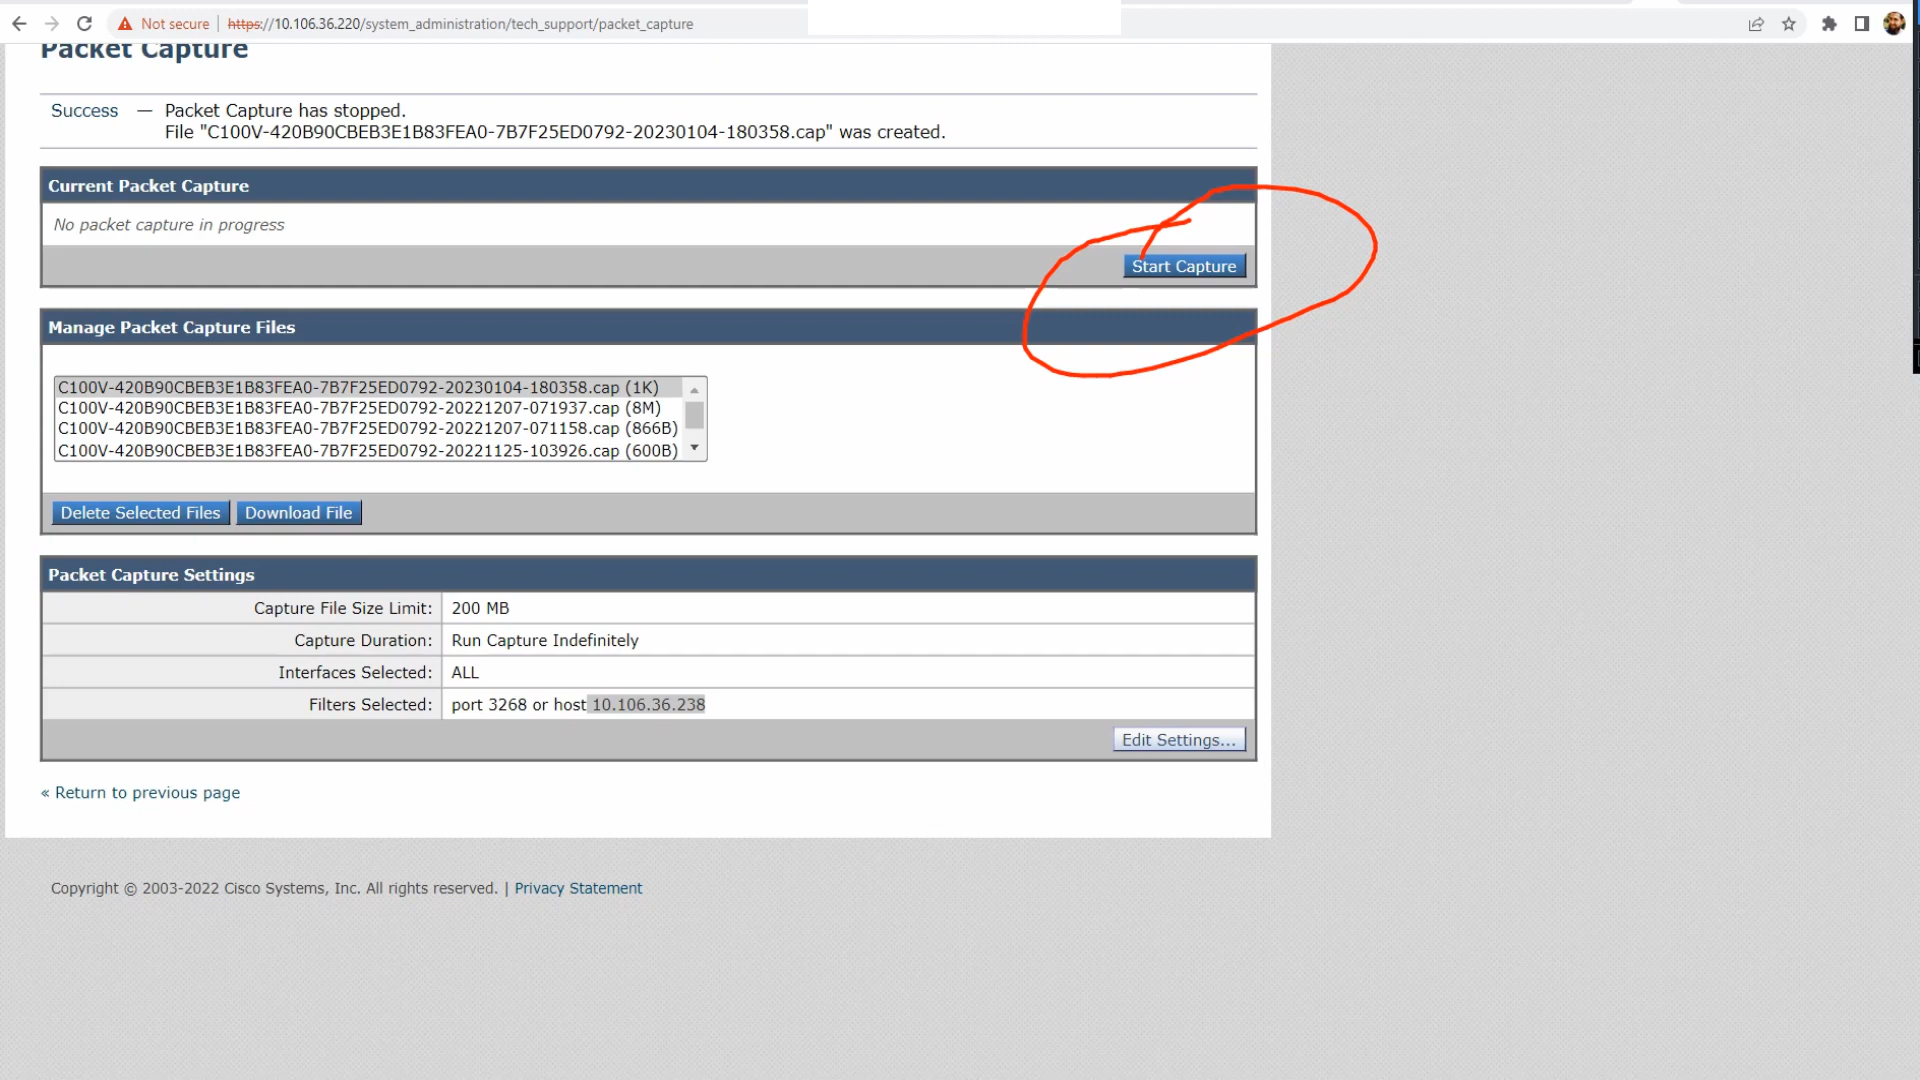 Not secure | https://10.106.36.220/system_administration/tech_support/packet_capture
Packet Capture
Success — Packet Capture has stopped.
File "C100V-420B90CBEB3E1B83FEA0-7B7F25ED0792-20230104-180358.cap" was created.
Current Packet Capture
No packet capture in progress
Start Capture
Manage Packet Capture Files
C100V-420B90CBEB3E1B83FEA0-7B7F25ED0792-20230104-180358.cap (1K)
C100V-420B90CBEB3E1B83FEA0-7B7F25ED0792-20221207-071937.cap (8M)
C100V-420B90CBEB3E1B83FEA0-7B7F25ED0792-20221207-071158.cap (866B)
C100V-420B90CBEB3E1B83FEA0-7B7F25ED0792-20221125-103926.cap (600B)
Delete Selected Files Download File
Packet Capture Settings
Capture File Size Limit: 200 MB
Capture Duration: Run Capture Indefinitely
Interfaces Selected: ALL
Filters Selected: port 3268 or host 10.106.36.238
Edit Settings...
« Return to previous page
Copyright © 2003-2022 Cisco Systems, Inc. All rights reserved. | Privacy Statement